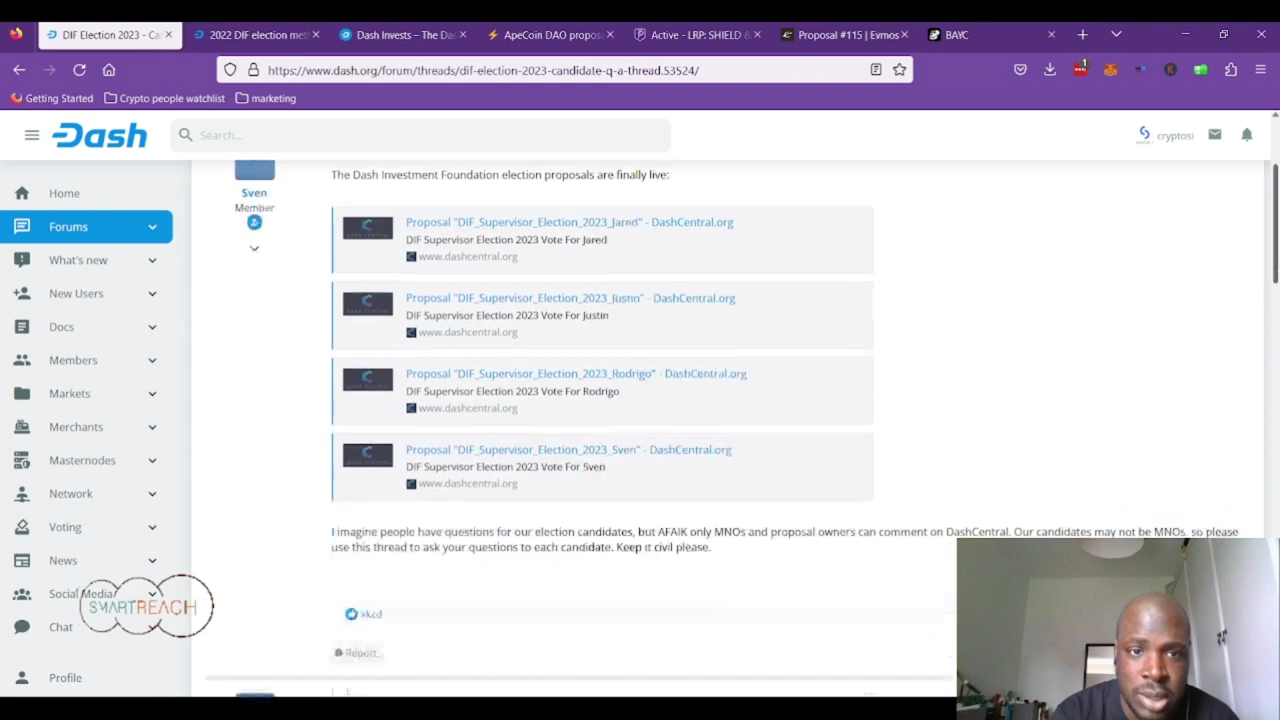 DIF Election 2023 - Ca
2022 DIF election met
Dash Invests – The Da
ApeCoin DAO propos
Active - LRP: SHIELD &
Proposal #115 | Evmos
BAYC
https://www.dash.org/forum/threads/dif-election-2023-candidate-q-a-thread.53524/
1
Getting Started
Crypto people watchlist
marketing
Dash
Search...
cryptosi
Home
Forums
What's new
New Users
Docs
Members
Markets
Merchants
Masternodes
Network
Voting
News
Social Media
Chat
Profile
SMARTREACH
Sven
Member
The Dash Investment Foundation election proposals are finally live:
Proposal "DIF_Supervisor_Election_2023_Jared" - DashCentral.org
DIF Supervisor Election 2023 Vote For Jared
www.dashcentral.org
Proposal "DIF_Supervisor_Election_2023_Justin" - DashCentral.org
DIF Supervisor Election 2023 Vote For Justin
www.dashcentral.org
Proposal "DIF_Supervisor_Election_2023_Rodrigo" - DashCentral.org
DIF Supervisor Election 2023 Vote For Rodrigo
www.dashcentral.org
Proposal "DIF_Supervisor_Election_2023_Sven" - DashCentral.org
DIF Supervisor Election 2023 Vote For Sven
www.dashcentral.org
I imagine people have questions for our election candidates, but AFAIK only MNOs and proposal owners can comment on DashCentral. Our candidates may not be MNOs, so please
use this thread to ask your questions to each candidate. Keep it civil please.
Report